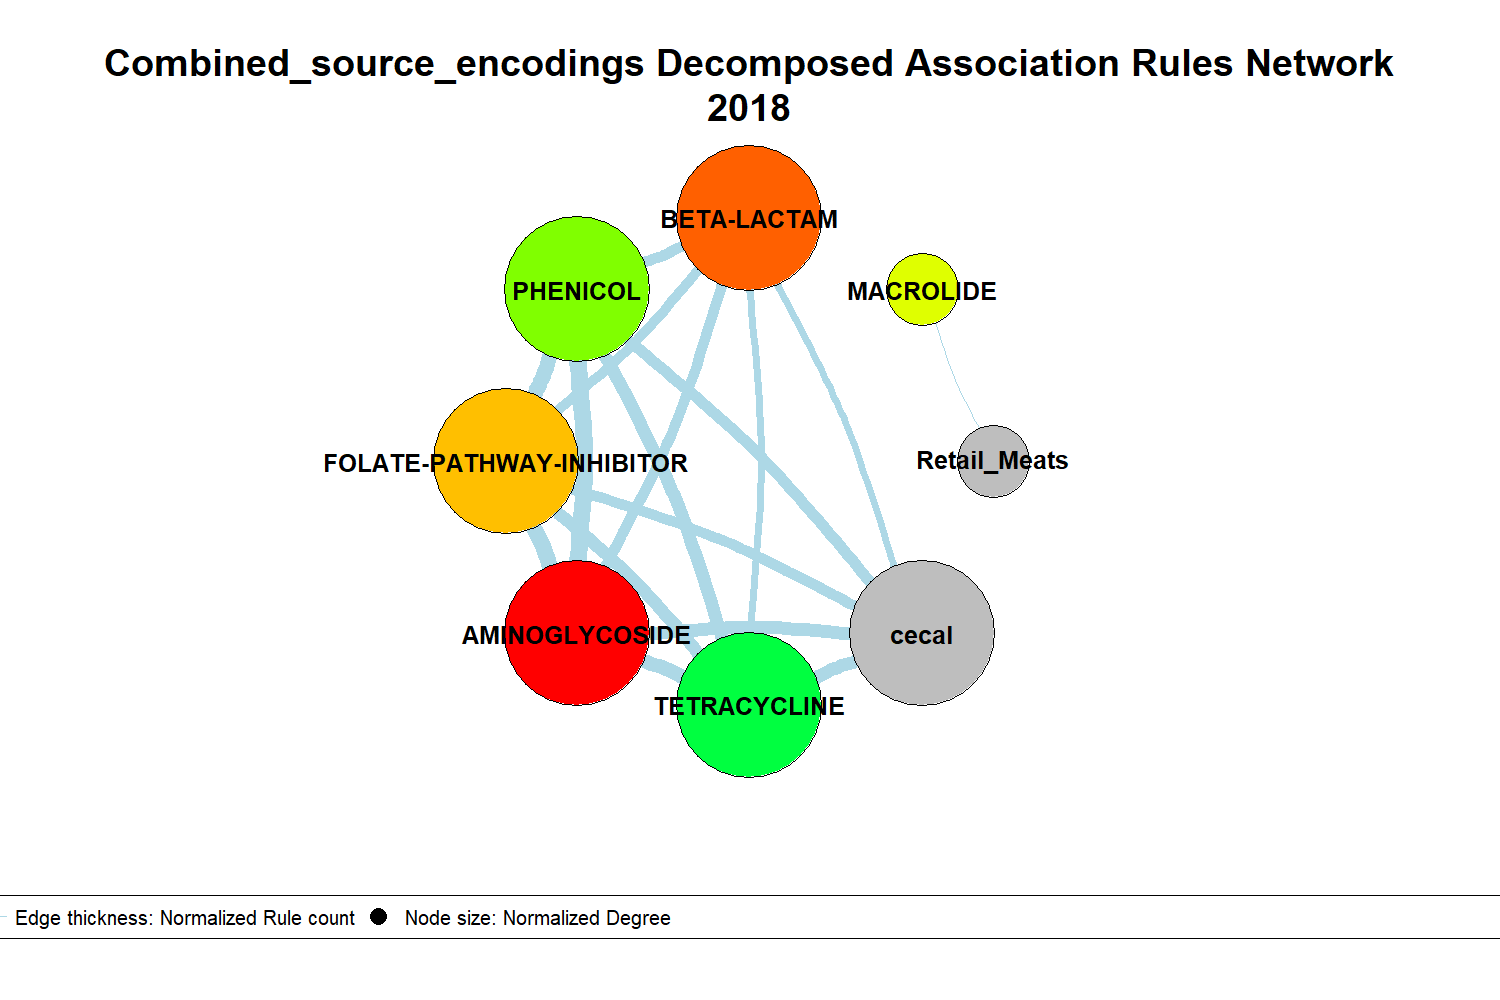 Combined_source_encodings Decomposed Association Rules Network
2018
BETA-LACTAM
PHENICOL
MACROLIDE
FOLATE-PATHWAY-INHIBITOR
Retail_Meats
AMINOGLYCOSIDE
cecal
TETRACYCLINE
Edge thickness: Normalized Rule count
Node size: Normalized Degree